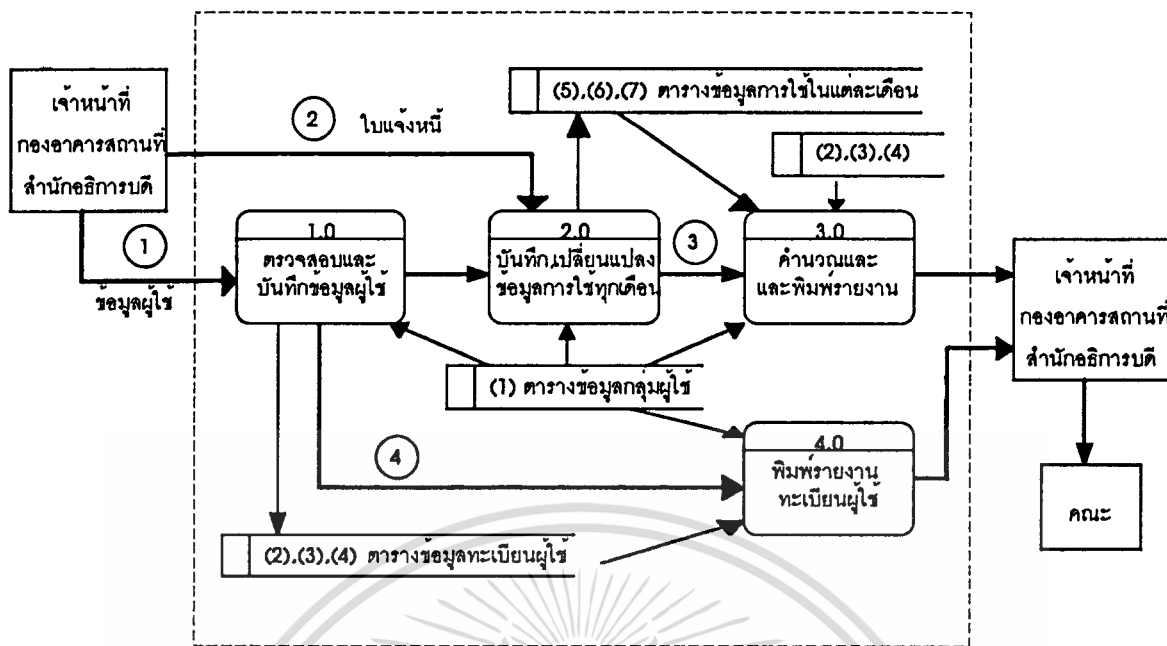 เจ้าหน้าที่
กองอาคารสถานที่
สำนักอธิการบดี
2 ใบแจ้งหนี้
1
ข้อมูลผู้ใช้
(5),(6),(7) ตารางข้อมูลการใช้ในแต่ละเดือน
(2),(3),(4)
1.0
ตรวจสอบและ
บันทึกข้อมูลผู้ใช้
2.0
บันทึก,เปลี่ยนแปลง
ข้อมูลการใช้ทุกเดือน
3
3.0
คำนวณและ
และพิมพ์รายงาน
(1) ตารางข้อมูลกลุ่มผู้ใช้
4
4.0
พิมพ์รายงาน
ทะเบียนผู้ใช้
(2),(3),(4) ตารางข้อมูลทะเบียนผู้ใช้
เจ้าหน้าที่
กองอาคารสถานที่
สำนักอธิการบดี
คณะ